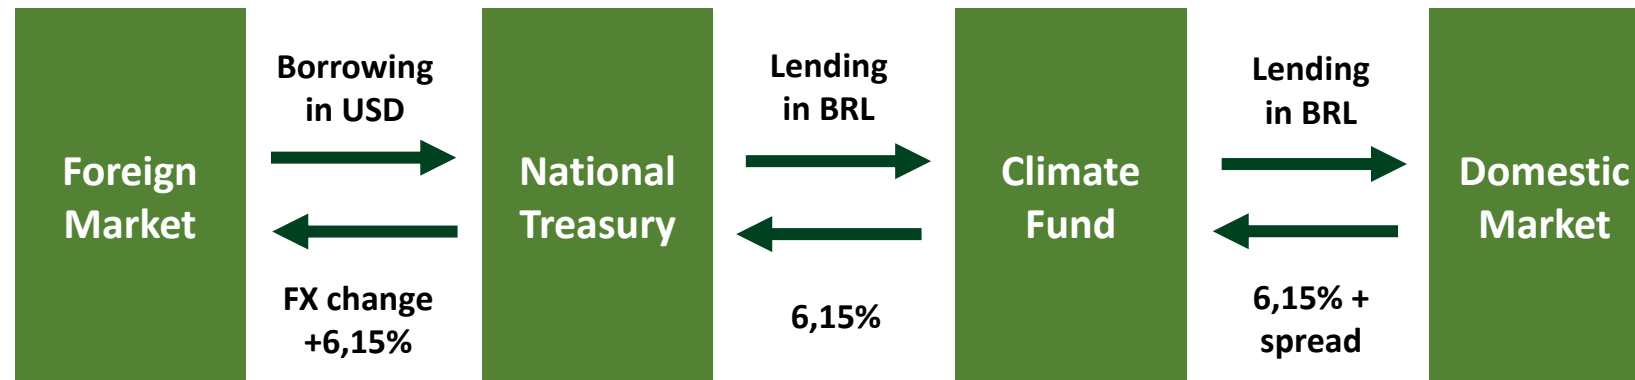 Foreign
Market
Borrowing
in USD
FX change
+6,15%
National
Treasury
Lending
in BRL
6,15%
Climate
Fund
Lending
in BRL
6,15% +
spread
Domestic
Market